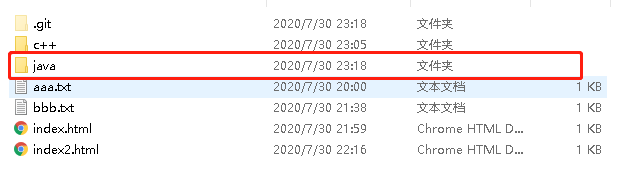 .git 2020/7/30 23:18 文件夹
c++ 2020/7/30 23:05 文件夹
java 2020/7/30 23:18 文件夹
aaa.txt 2020/7/30 20:00 文本文档 1 KB
bbb.txt 2020/7/30 21:38 文本文档 1 KB
index.html 2020/7/30 21:59 Chrome HTML D... 1 KB
index2.html 2020/7/30 22:16 Chrome HTML D... 1 KB